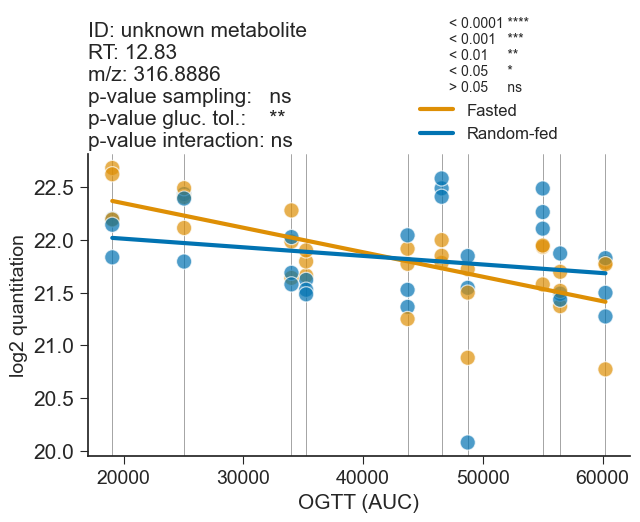 ID: unknown metabolite
RT: 12.83
m/z: 316.8886
p-value sampling: ns
p-value gluc. tol.: **
p-value interaction: ns
< 0.0001 ****
< 0.001 ***
< 0.01 **
< 0.05 *
> 0.05 ns
Fasted
Random-fed
log2 quantitation
22.5
22.0
21.5
21.0
20.5
20.0
20000 30000 40000 50000 60000
OGTT (AUC)